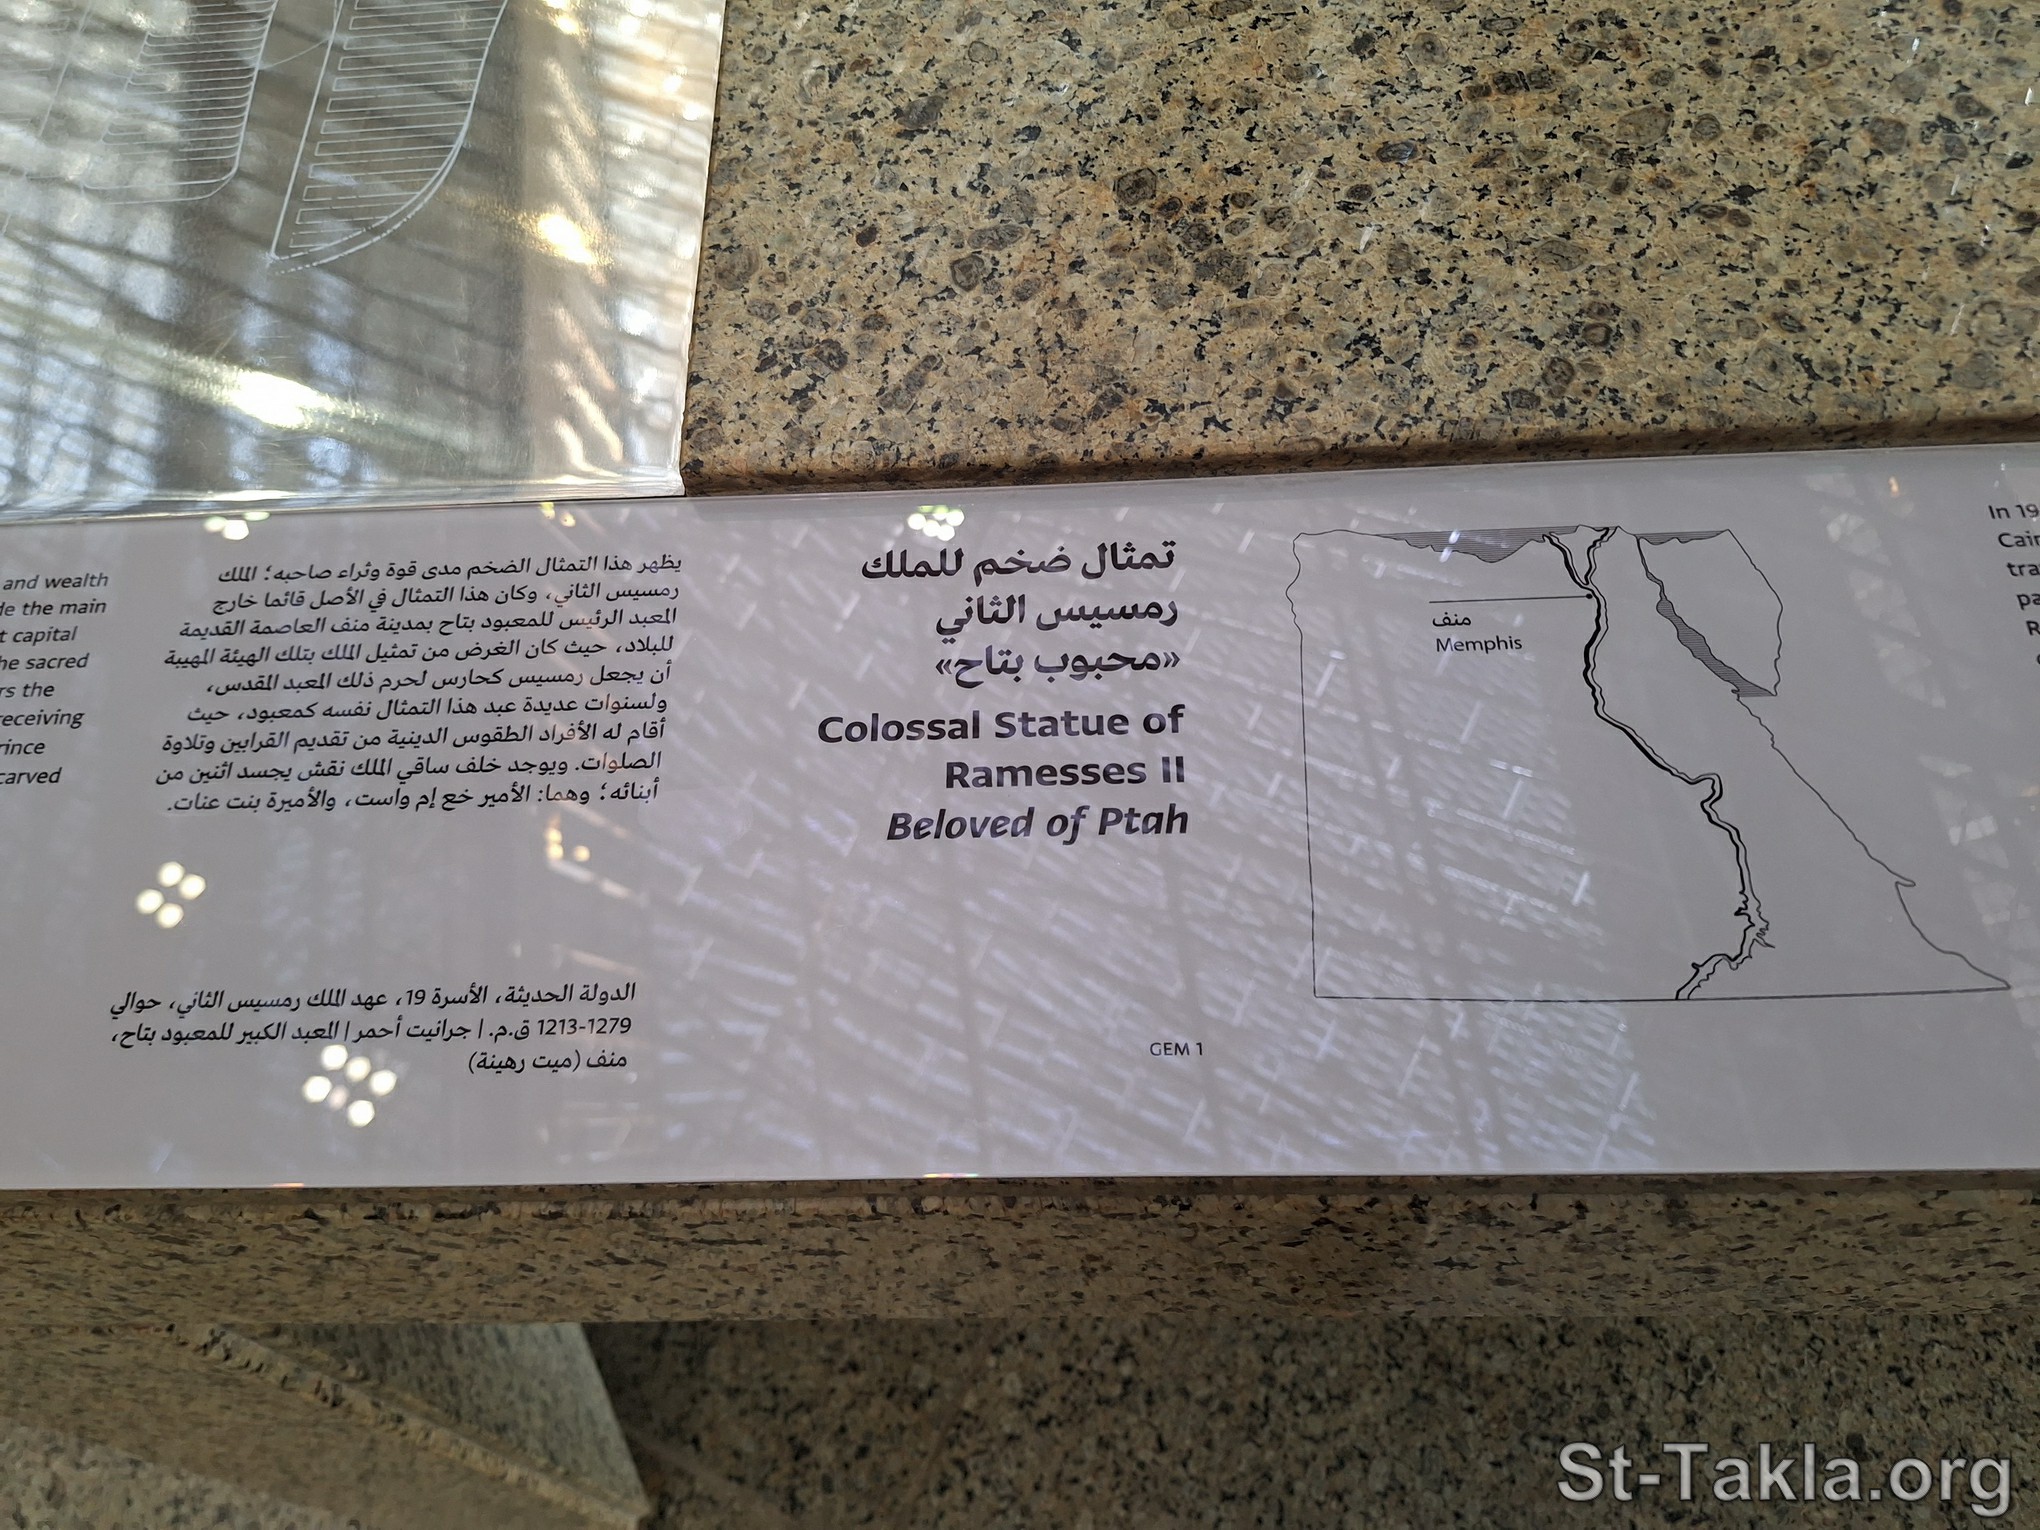 and wealth
the main
capital
he sacred
the
receiving
rince
carved
يظهر هذا التمثال الضخم مدى قوة وثراء صاحبه؛ الملك
رمسيس الثاني، وكان هذا التمثال في الأصل قائما خارج
المعبد الرئيس للمعبود بتاح بمدينة منف العاصمة القديمة
للبلاد، حيث كان الغرض من تمثيل الملك بتلك الهيئة المهيبة
أن يجعل رمسيس كحارس لحرم ذلك المعبد المقدس،
ولسنوات عديدة عبد هذا التمثال نفسه كمعبود، حيث
أقام له الأفراد الطقوس الدينية من تقديم القرابين وتلاوة
الصلوات. ويوجد خلف ساقي الملك نقش يجسد اثنين من
أبنائه؛ وهما: الأمير خع إم واست، والأميرة بنت عنات.
الدولة الحديثة، الأسرة 19، عهد الملك رمسيس الثاني، حوالي
1279-1213 ق.م. | جرانيت أحمر | المعبد الكبير للمعبود بتاح،
منف (ميت رهينة)
تمثال ضخم للملك
رمسيس الثاني
«محبوب بتاح»
Colossal Statue of
Ramesses II
Beloved of Ptah
GEM 1
منف
Memphis
In 19
Cair
tra
pa
R
St-Takla.org